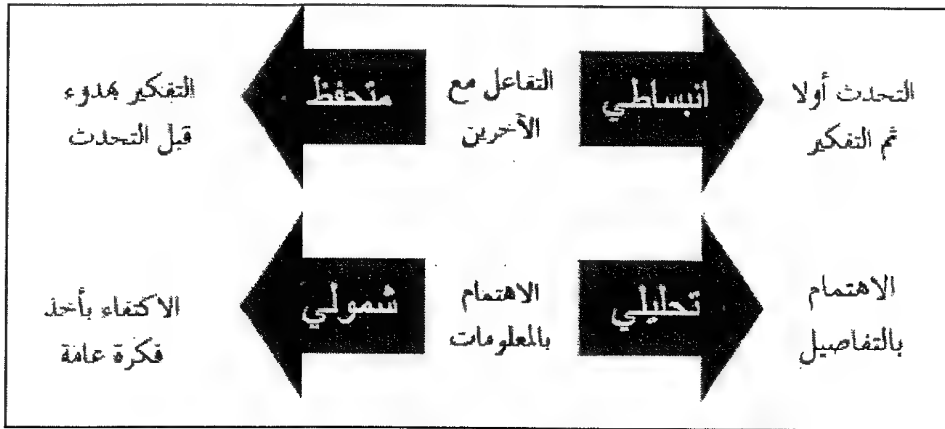 التحدث أولا
ثم التفكير
انبساطي
التفاعل مع
الآخرين
متحفظ
التفكير بهدوء
قبل التحدث
الاهتمام
بالتفاصيل
تحليلي
الاهتمام
بالمعلومات
شمولي
الاكتفاء بأخذ
فكرة عامة